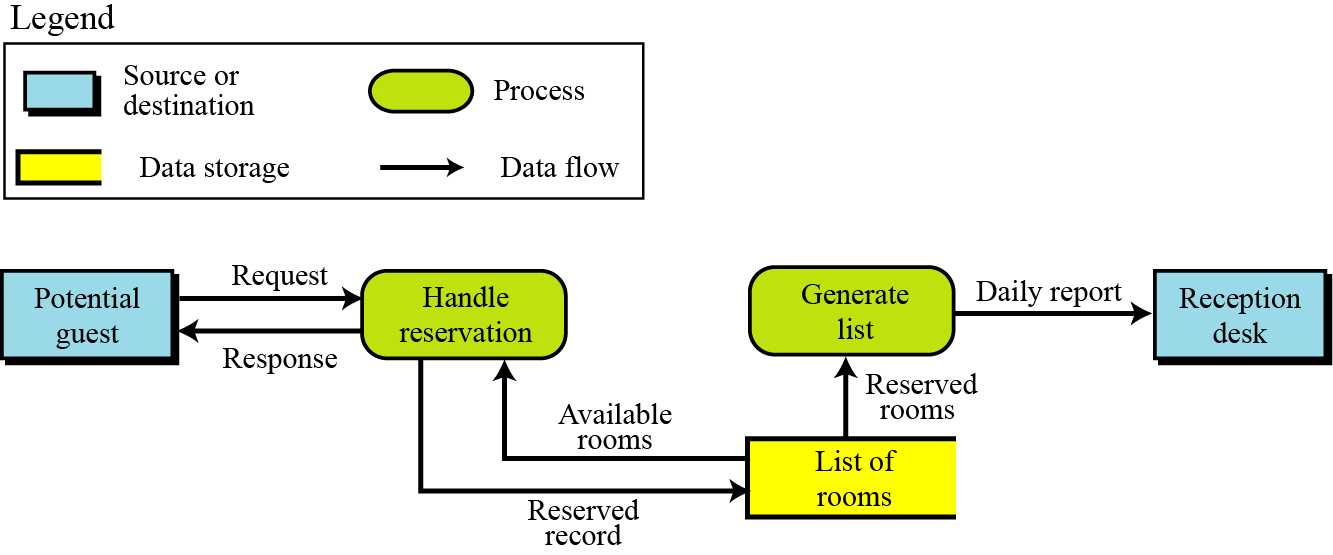 Legend
Source or
destination
Process
Data storage
Data flow
Potential
guest
Request
Response
Handle
reservation
Generate
list
Daily report
Reception
desk
Available
rooms
Reserved
rooms
List of
rooms
Reserved
record